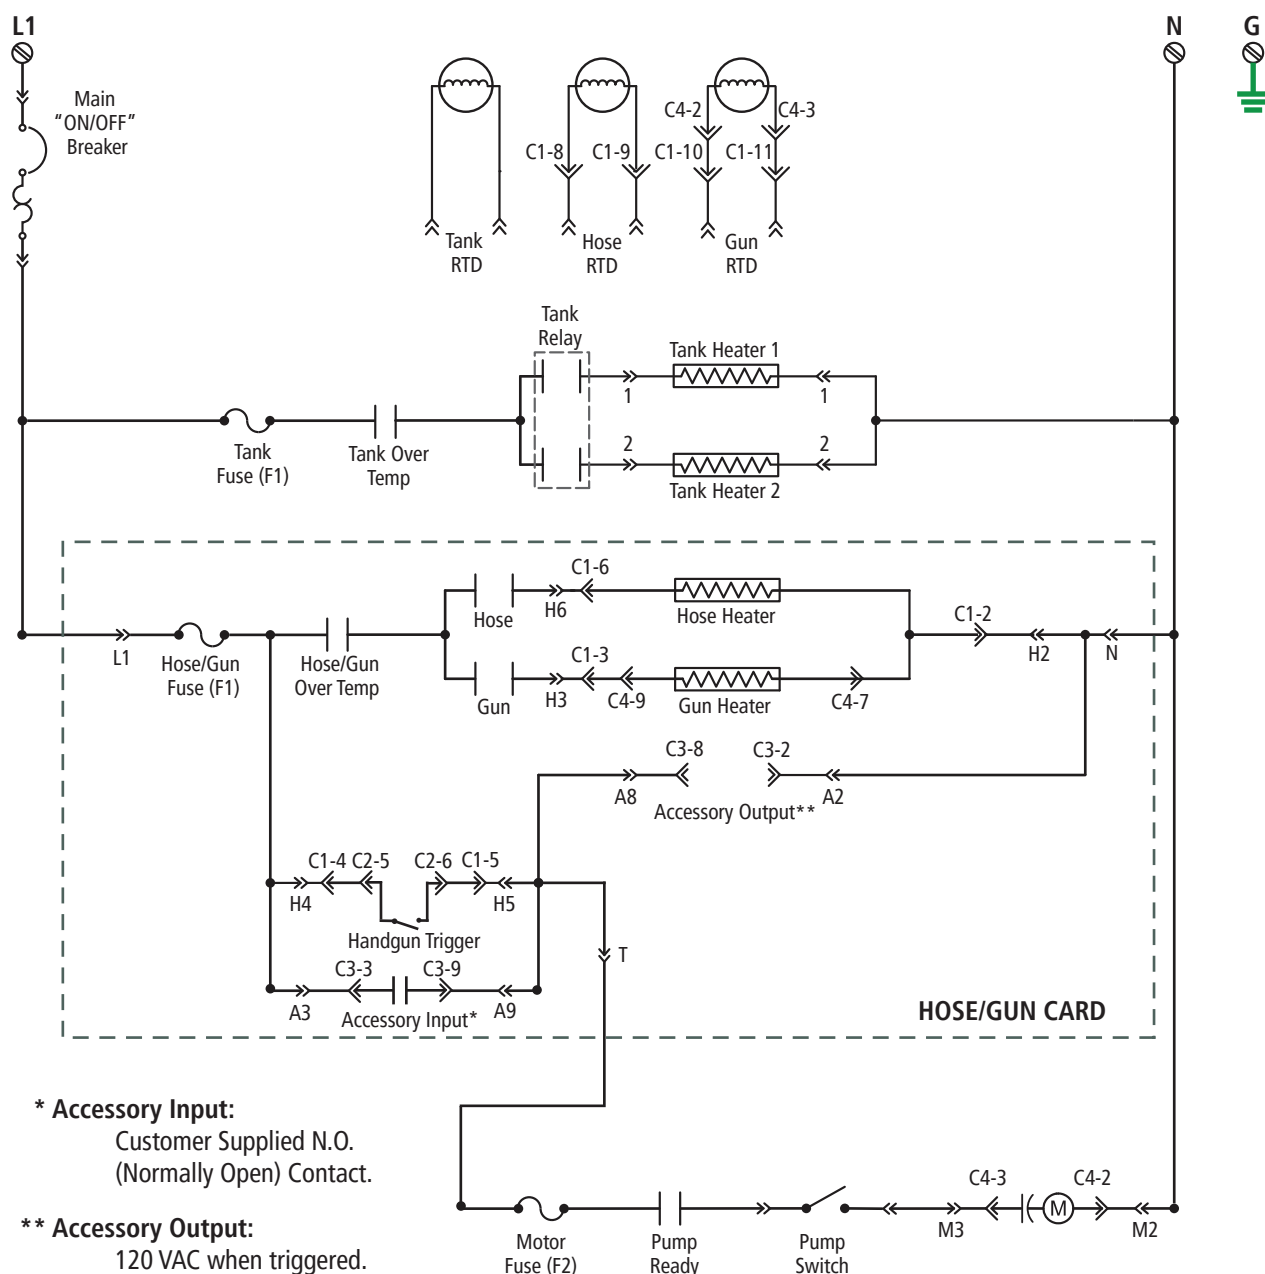 L1
N
G
Main
"ON/OFF"
Breaker
C4-2
C4-3
C1-8
C1-9
C1-10
C1-11
Tank
RTD
Hose
RTD
Gun
RTD
Tank
Relay
Tank Heater 1
1
1
Tank
Fuse (F1)
Tank Over
Temp
2
2
Tank Heater 2
C1-6
Hose
H6
Hose Heater
C1-2
L1
Hose/Gun
Fuse (F1)
Hose/Gun
Over Temp
C1-3
H2
N
Gun
H3
C4-9
Gun Heater
C4-7
C3-8
C3-2
A8
A2
Accessory Output**
C1-4
C2-5
C2-6
C1-5
H4
H5
Handgun Trigger
T
C3-3
C3-9
A3
A9
Accessory Input*
HOSE/GUN CARD
* Accessory Input:
Customer Supplied N.O.
(Normally Open) Contact.
** Accessory Output:
120 VAC when triggered.
C4-3
C4-2
M
M3
M2
Motor
Fuse (F2)
Pump
Ready
Pump
Switch